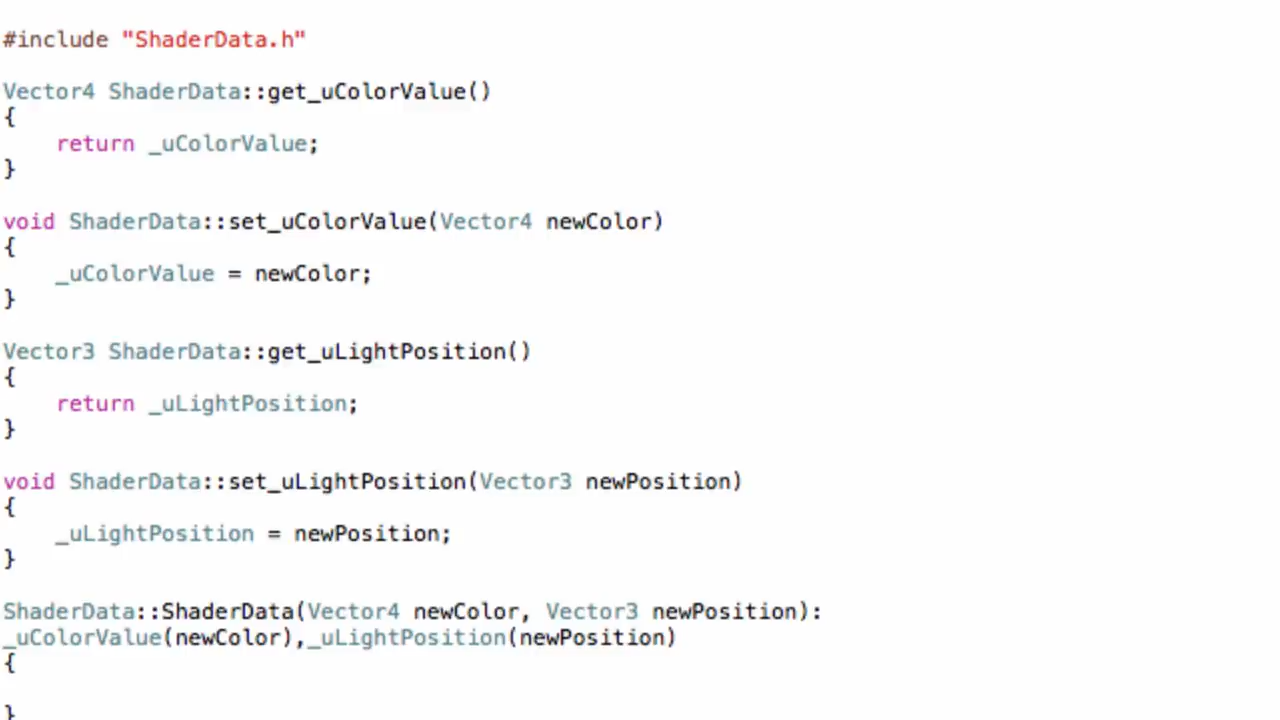 #include "ShaderData.h"
Vector4 ShaderData::get_uColorValue()
{
    return _uColorValue;
}
void ShaderData::set_uColorValue(Vector4 newColor)
{
    _uColorValue = newColor;
}
Vector3 ShaderData::get_uLightPosition()
{
    return _uLightPosition;
}
void ShaderData::set_uLightPosition(Vector3 newPosition)
{
    _uLightPosition = newPosition;
}
ShaderData::ShaderData(Vector4 newColor, Vector3 newPosition):
_uColorValue(newColor),_uLightPosition(newPosition)
{
}